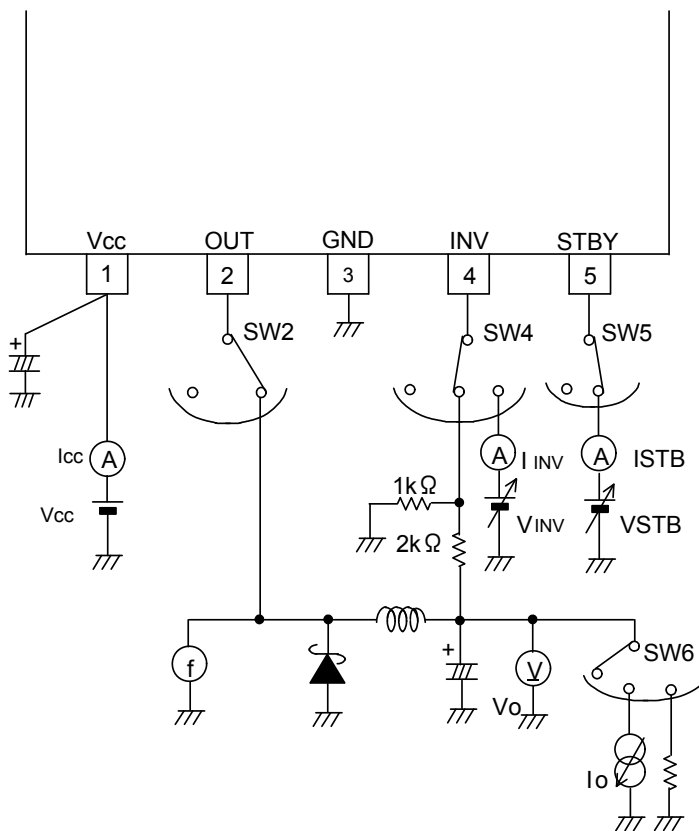 Vcc OUT GND INV STBY
1 2 3 4 5
SW2 SW4 SW5
+
Icc A A I INV A ISTB
Vcc 1kΩ VINV VSTB
2kΩ
f + V SW6
Vo
Io